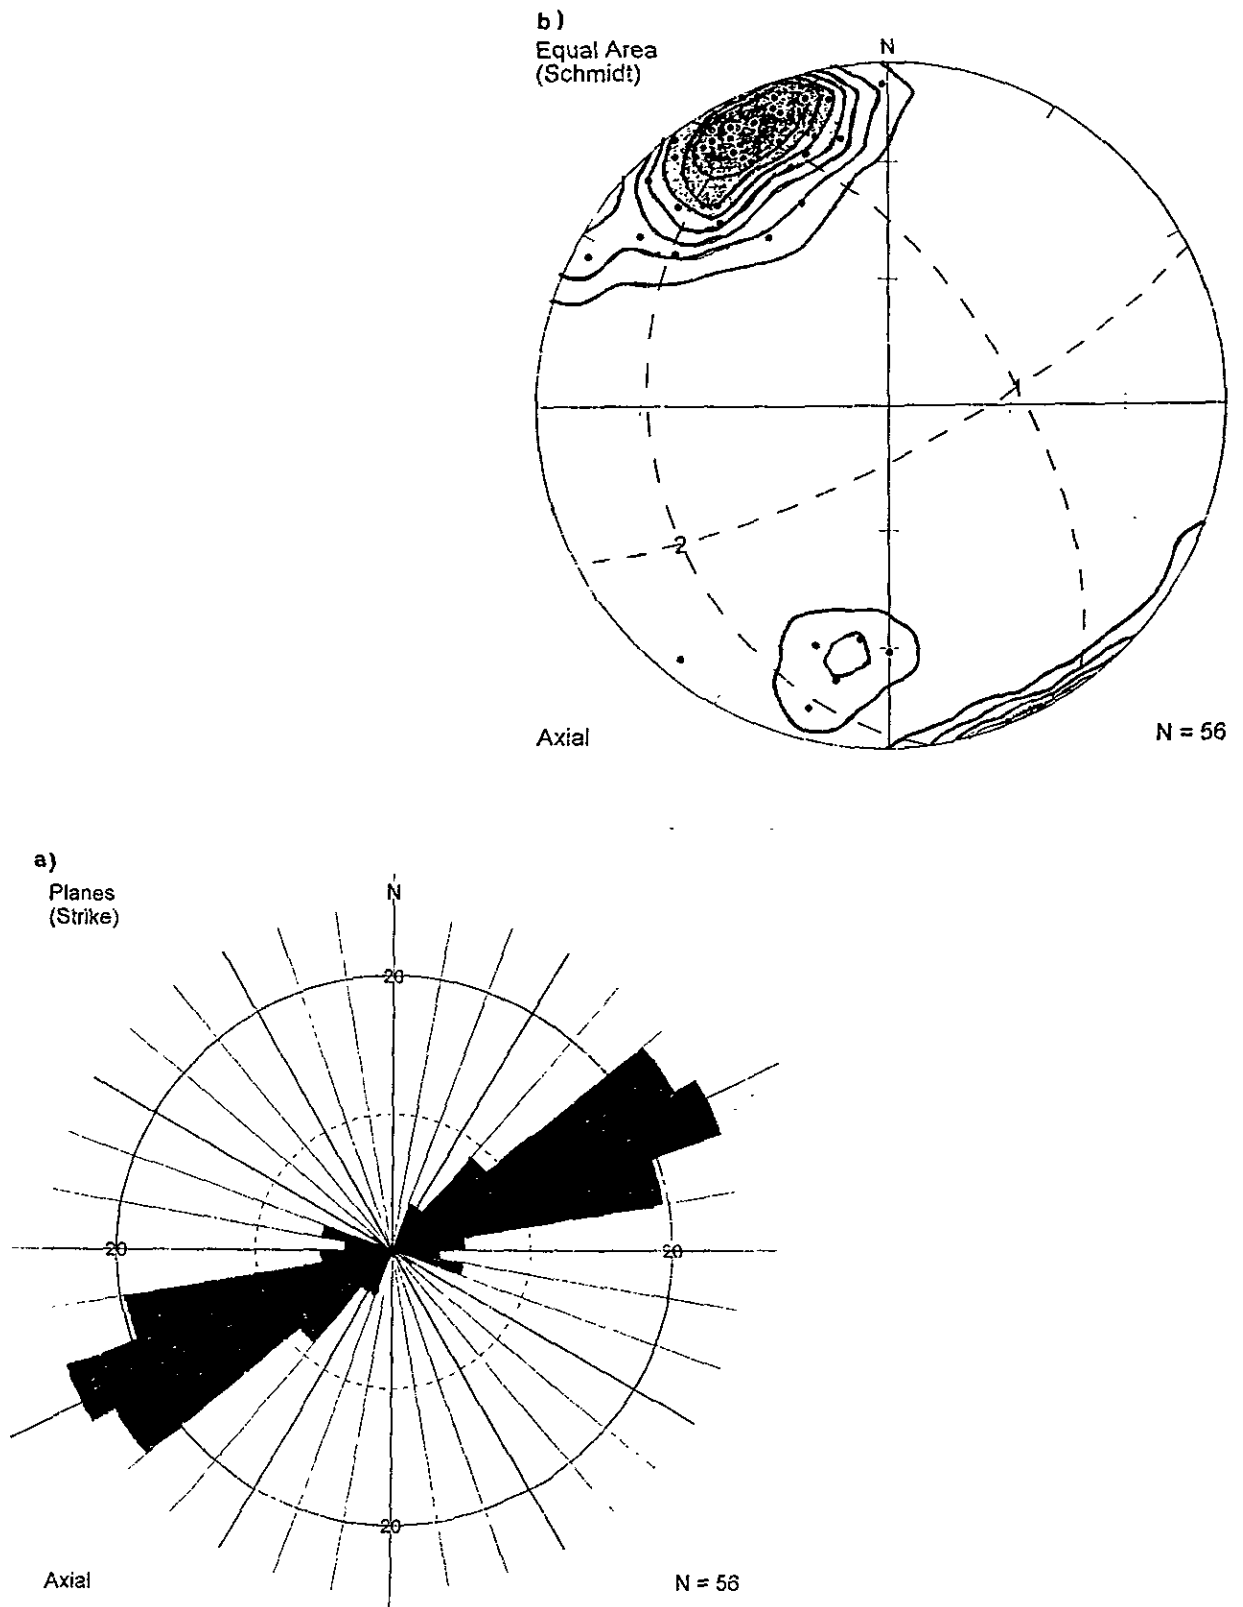 b)
Equal Area
(Schmidt)
N
1
2
Axial
N = 56
a)
Planes
(Strike)
N
20
20
20
20
Axial
N = 56